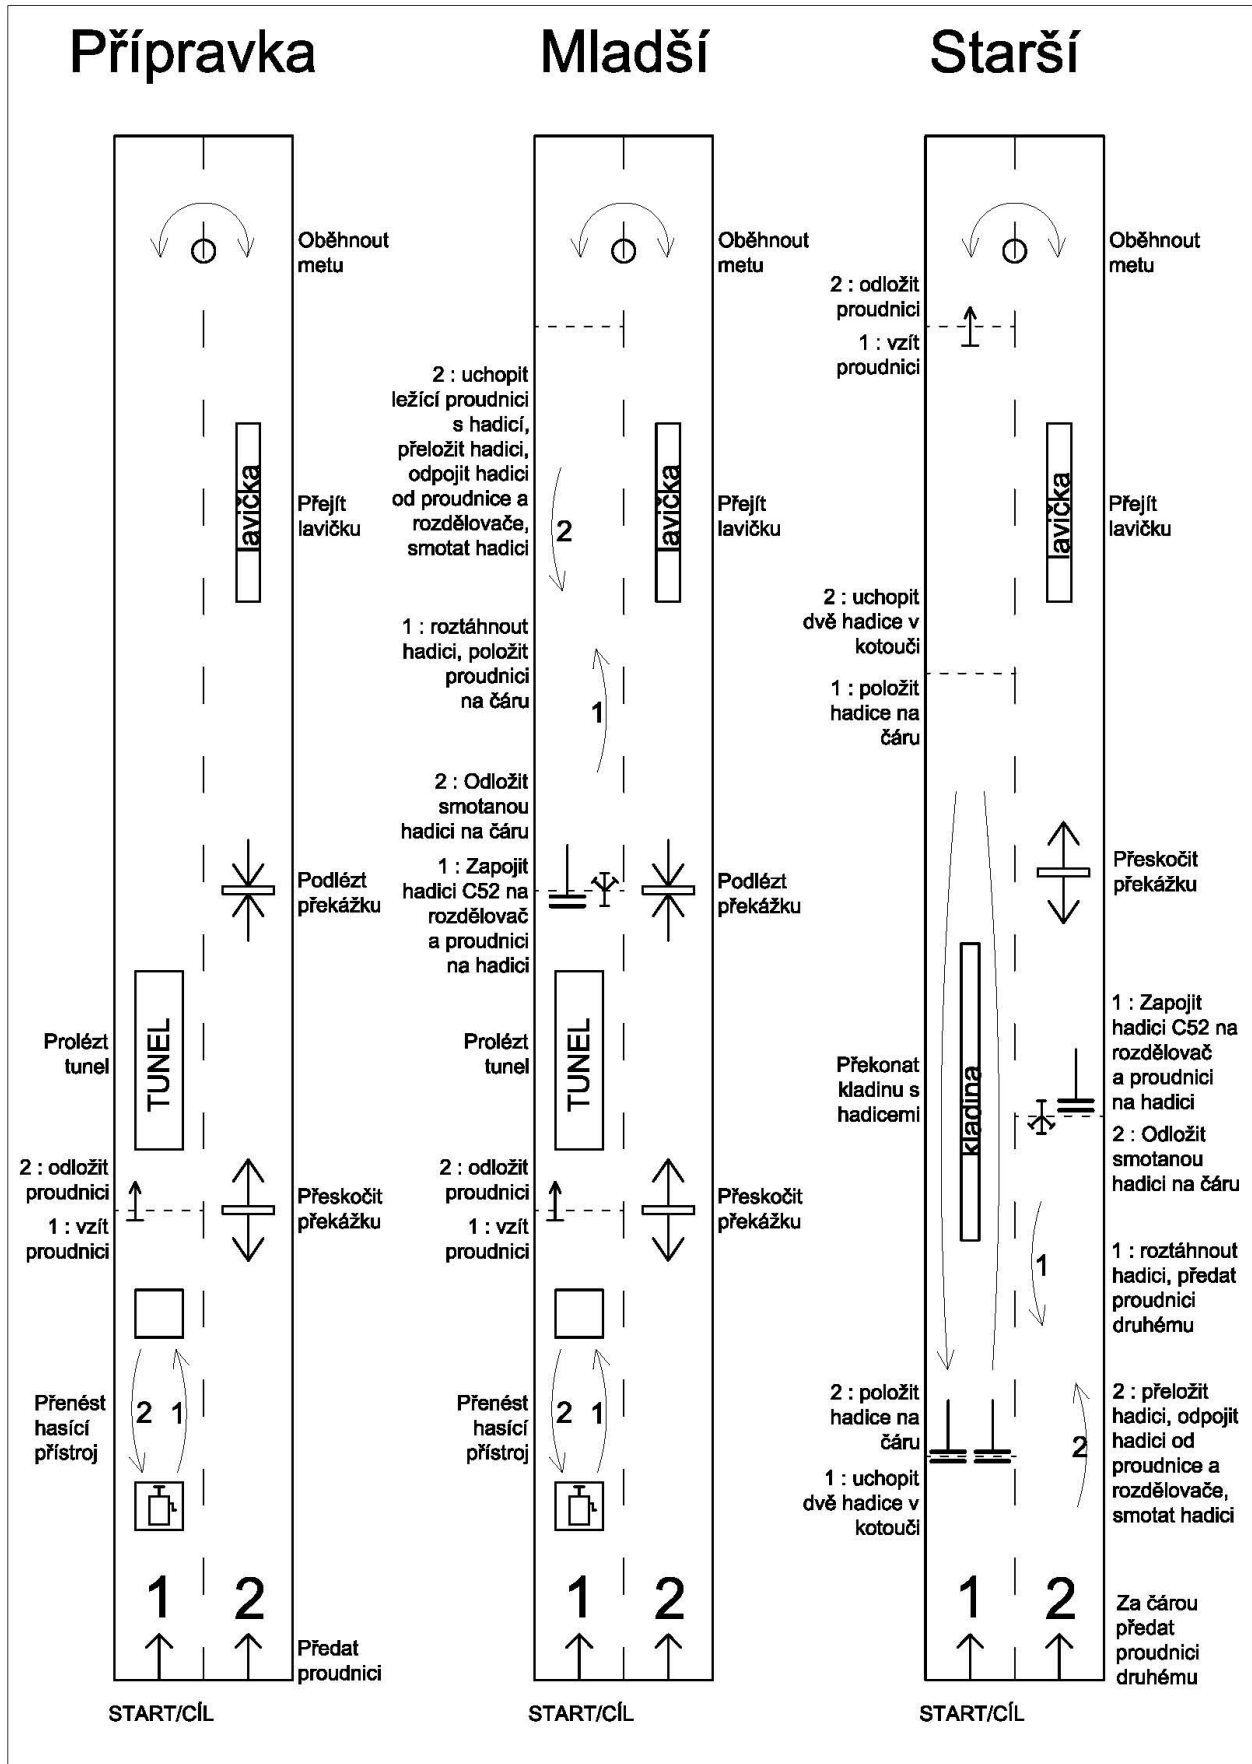 Přípravka
Oběhnout
metu
lavička
Přejít
lavičku
Podlézt
překážku
TUNEL
Prolézt
tunel
2 : odložit
proudnici
1 : vzít
proudnici
Přeskočit
překážku
Přenést
hasící
přístroj
2
1
1
2
Předat
proudnici
START/CÍL
Mladší
Oběhnout
metu
2 : uchopit
ležící proudnici
s hadicí,
přeložit hadici,
odpojit hadici
od proudnice a
rozdělovače,
smotat hadici
2
lavička
Přejít
lavičku
1 : roztáhnout
hadici, položit
proudnici
na čáru
1
2 : Odložit
smotanou
hadici na čáru
1 : Zapojit
hadici C52 na
rozdělovač
a proudnici
na hadici
Podlézt
překážku
TUNEL
Prolézt
tunel
2 : odložit
proudnici
1 : vzít
proudnici
Přeskočit
překážku
Přenést
hasící
přístroj
2
1
1
2
START/CÍL
Starší
Oběhnout
metu
2 : odložit
proudnici
1 : vzít
proudnici
lavička
Přejít
lavičku
2 : uchopit
dvě hadice v
kotouči
1 : položit
hadice na
čáru
Přeskočit
překážku
Překonat
kladinu s
hadicemi
kladina
1 : Zapojit
hadici C52 na
rozdělovač
a proudnici
na hadici
2 : Odložit
smotanou
hadici na čáru
1
1 : roztáhnout
hadici, předat
proudnici
druhému
2 : položit
hadice na
čáru
1 : uchopit
dvě hadice v
kotouči
2
2 : přeložit
hadici, odpojit
hadici od
proudnice a
rozdělovače,
smotat hadici
1
2
Za čárou
předat
proudnici
druhému
START/CÍL